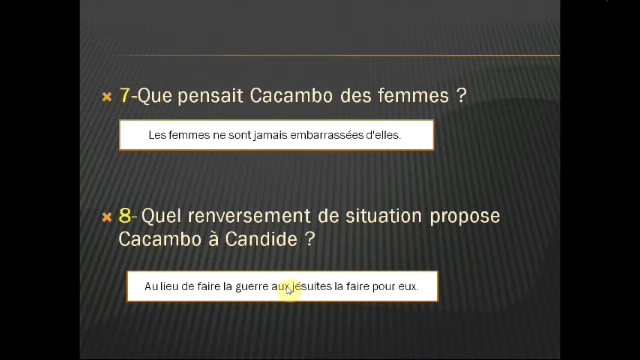 7-Que pensait Cacambo des femmes ?
Les femmes ne sont jamais embarrassées d'elles.
8- Quel renversement de situation propose
Cacambo à Candide ?
Au lieu de faire la guerre aux jésuites la faire pour eux.